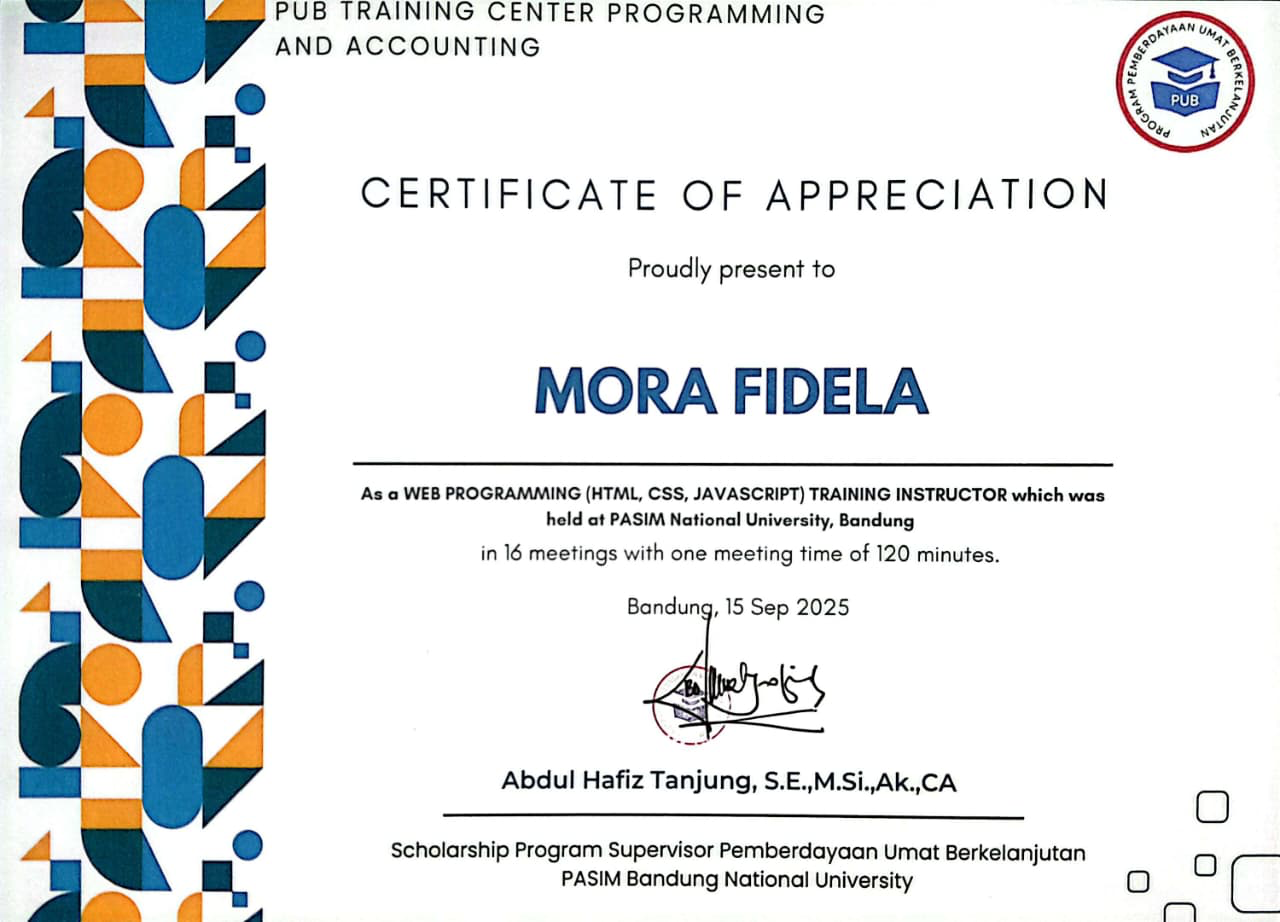 PUB TRAINING CENTER PROGRAMMING
AND ACCOUNTING
PROGRAM PEMBERDAYAAN UMAT BERKELANJUTAN
PUB
CERTIFICATE OF APPRECIATION
Proudly present to
MORA FIDELA
As a WEB PROGRAMMING (HTML, CSS, JAVASCRIPT) TRAINING INSTRUCTOR which was
held at PASIM National University, Bandung
in 16 meetings with one meeting time of 120 minutes.
Bandung, 15 Sep 2025
Abdul Hafiz Tanjung, S.E.,M.Si.,Ak.,CA
Scholarship Program Supervisor Pemberdayaan Umat Berkelanjutan
PASIM Bandung National University